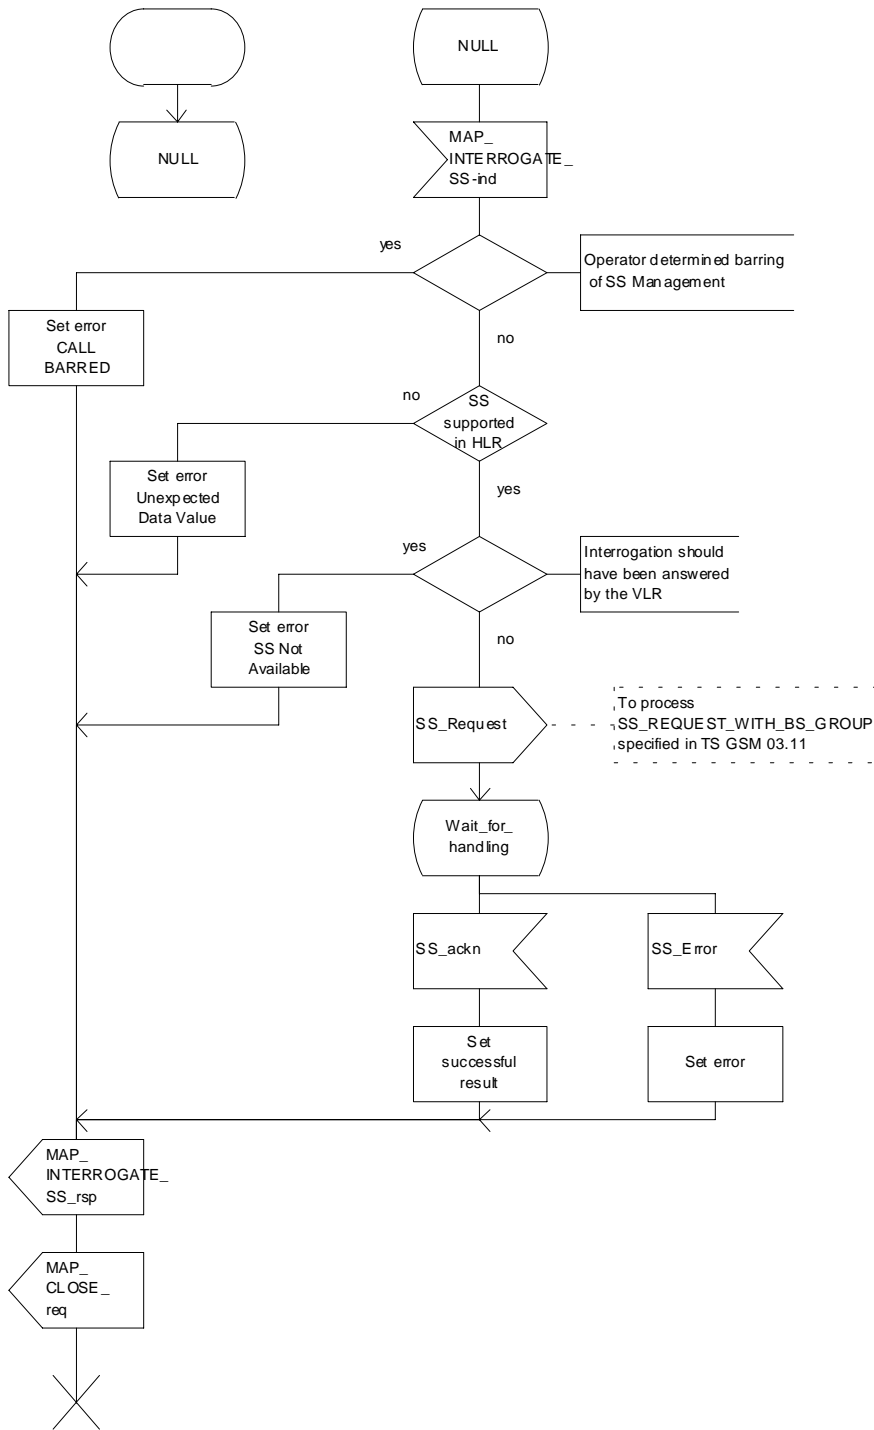 NULL
NULL
MAP_
INTERROGATE_
SS-ind
yes
Operator determined barring
of SS Management
Set error
CALL
BARRED
no
no
SS
supported
in HLR
Set error
Unexpected
Data Value
yes
yes
Interrogation should
have been answered
by the VLR
Set error
SS Not
Available
no
SS_Request
To process
SS_REQUEST_WITH_BS_GROUP
specified in TS GSM 03.11
Wait_for_
handling
SS_ackn
SS_Error
Set
successful
result
Set error
MAP_
INTERROGATE_
SS_rsp
MAP_
CLOSE_
req